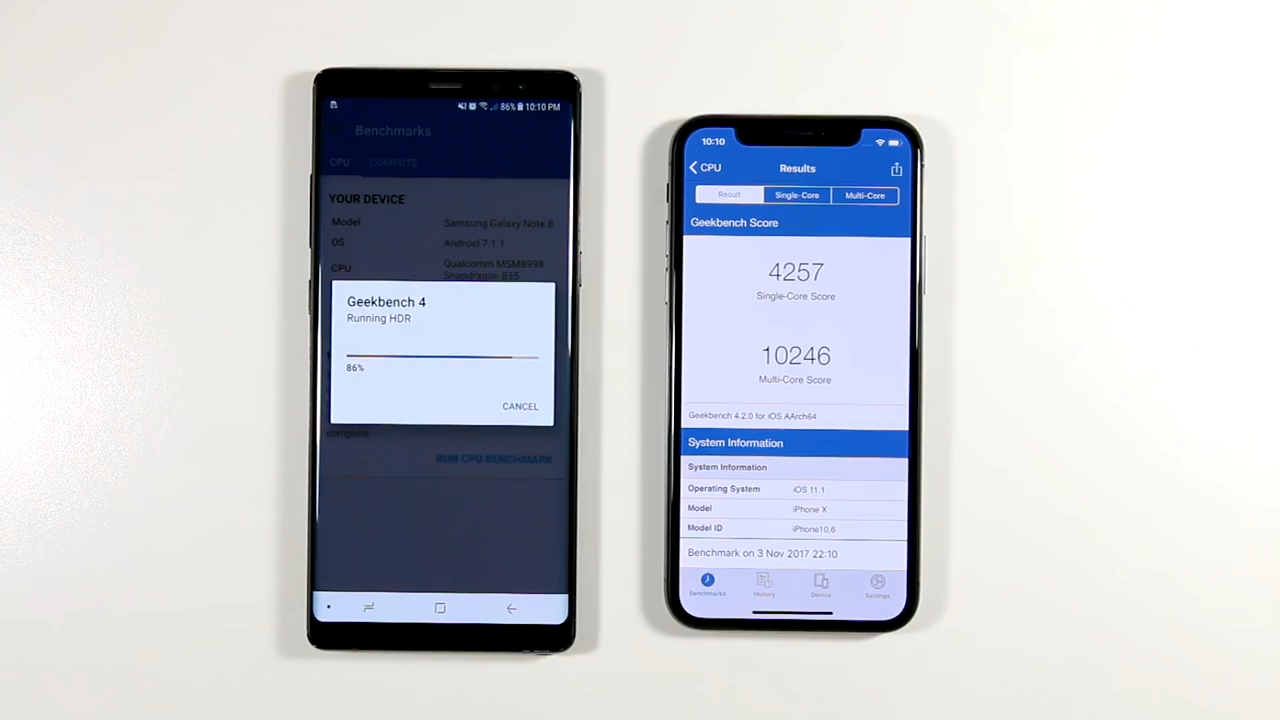 86% 10:10 PM
Benchmarks
CPU COMPUTE
YOUR DEVICE
Model Samsung Galaxy Note 8
OS Android 7.1.1
CPU Qualcomm MSM8998
Snapdragon 835
Geekbench 4
Running HDR
86%
CANCEL
complete.
RUN CPU BENCHMARK
10:10
CPU Results
Result Single-Core Multi-Core
Geekbench Score
4257
Single-Core Score
10246
Multi-Core Score
Geekbench 4.2.0 for iOS AArch64
System Information
System Information
Operating System iOS 11.1
Model iPhone X
Model ID iPhone10,6
Benchmark on 3 Nov 2017 22:10
Benchmarks History Device Settings